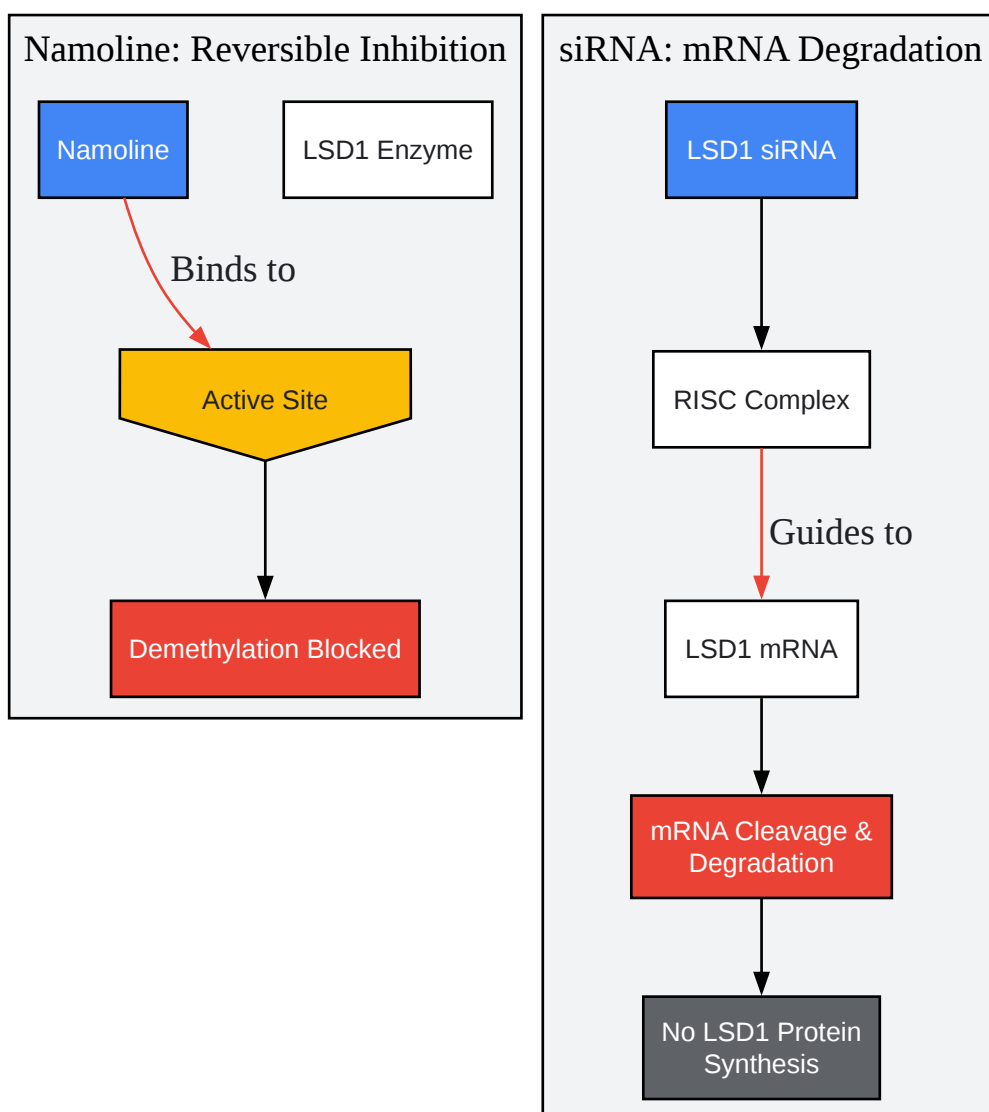 Namoline: Reversible Inhibition
Namoline
LSD1 Enzyme
Binds to
Active Site
Demethylation Blocked
siRNA: mRNA Degradation
LSD1 siRNA
RISC Complex
Guides to
LSD1 mRNA
mRNA Cleavage &
Degradation
No LSD1 Protein
Synthesis